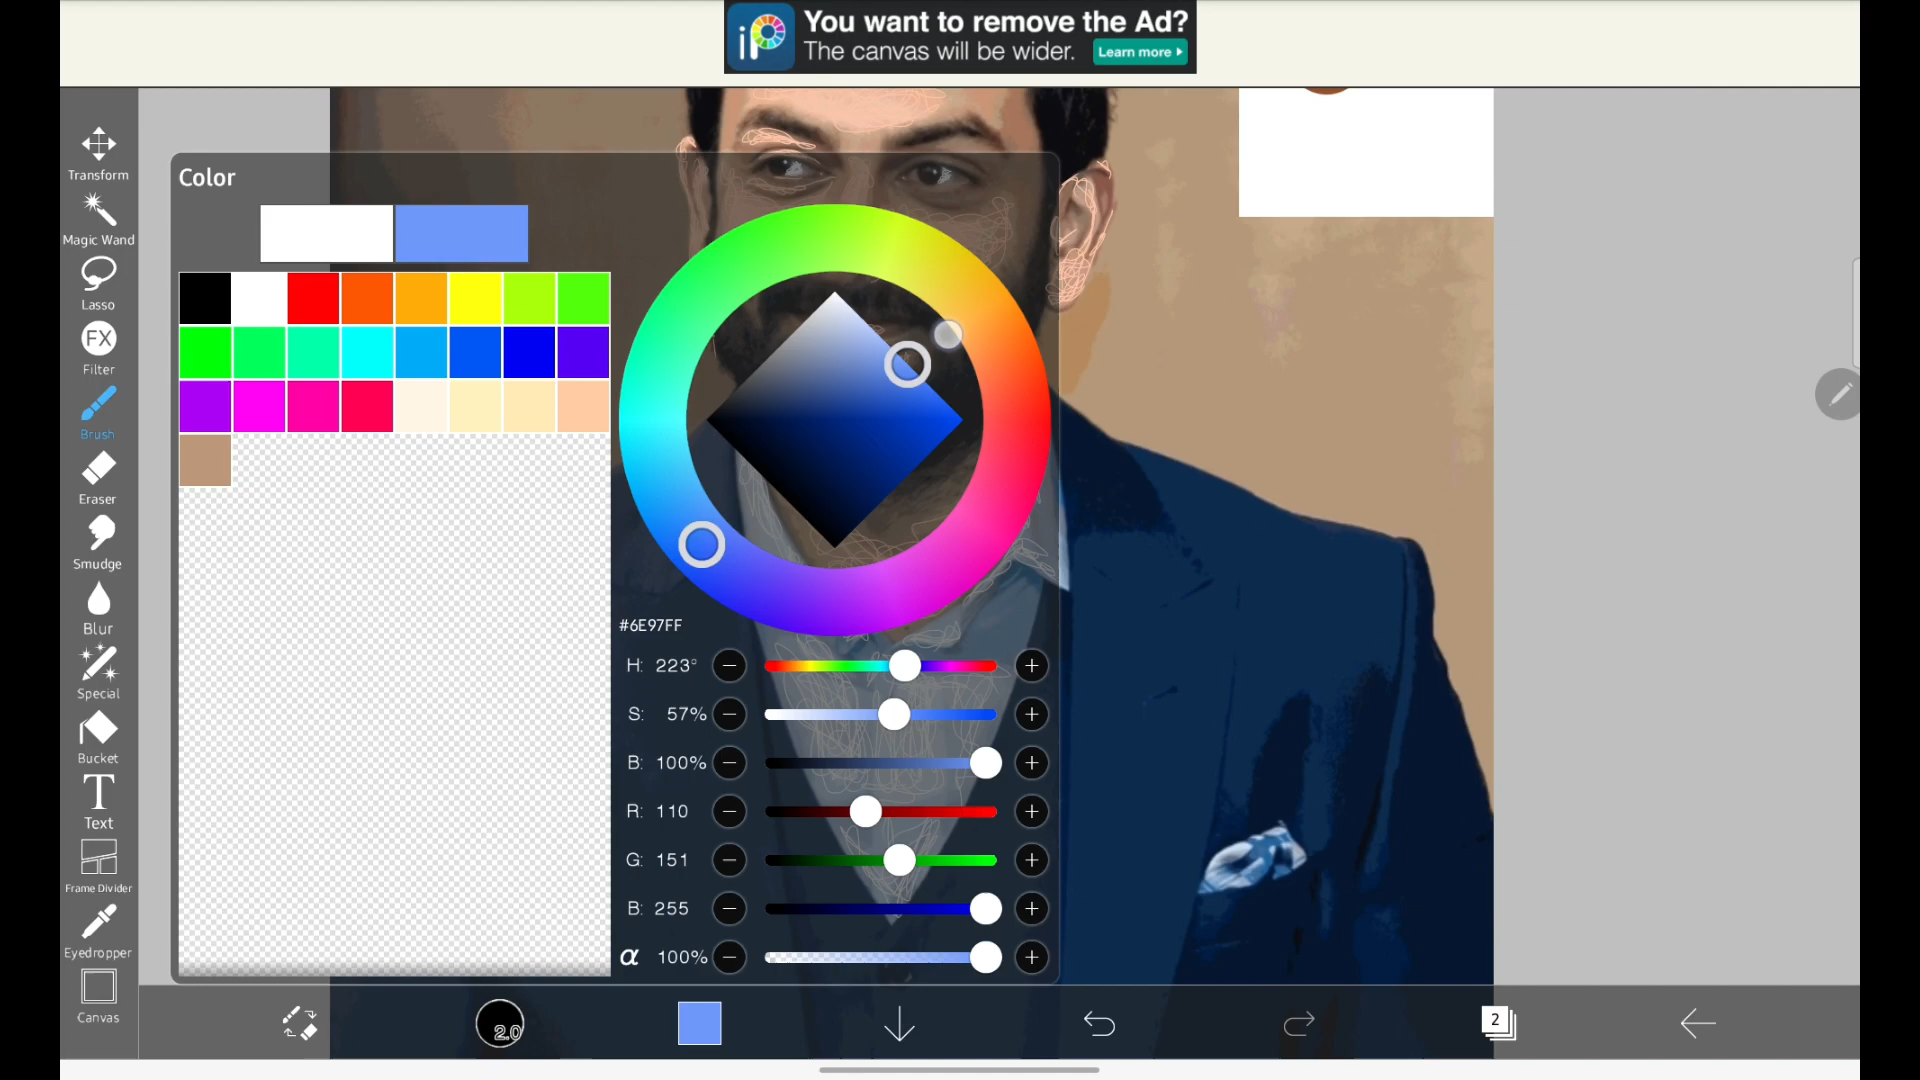 iP
You want to remove the Ad?
The canvas will be wider.
Learn more
Transform
Magic Wand
Lasso
FX
Filter
Brush
Eraser
Smudge
Blur
Special
Bucket
T
Text
Frame Divider
Eyedropper
Canvas
Color
#6E97FF
H: 223°
S: 57%
B: 100%
R: 110
G: 151
B: 255
α 100%
2.0
2